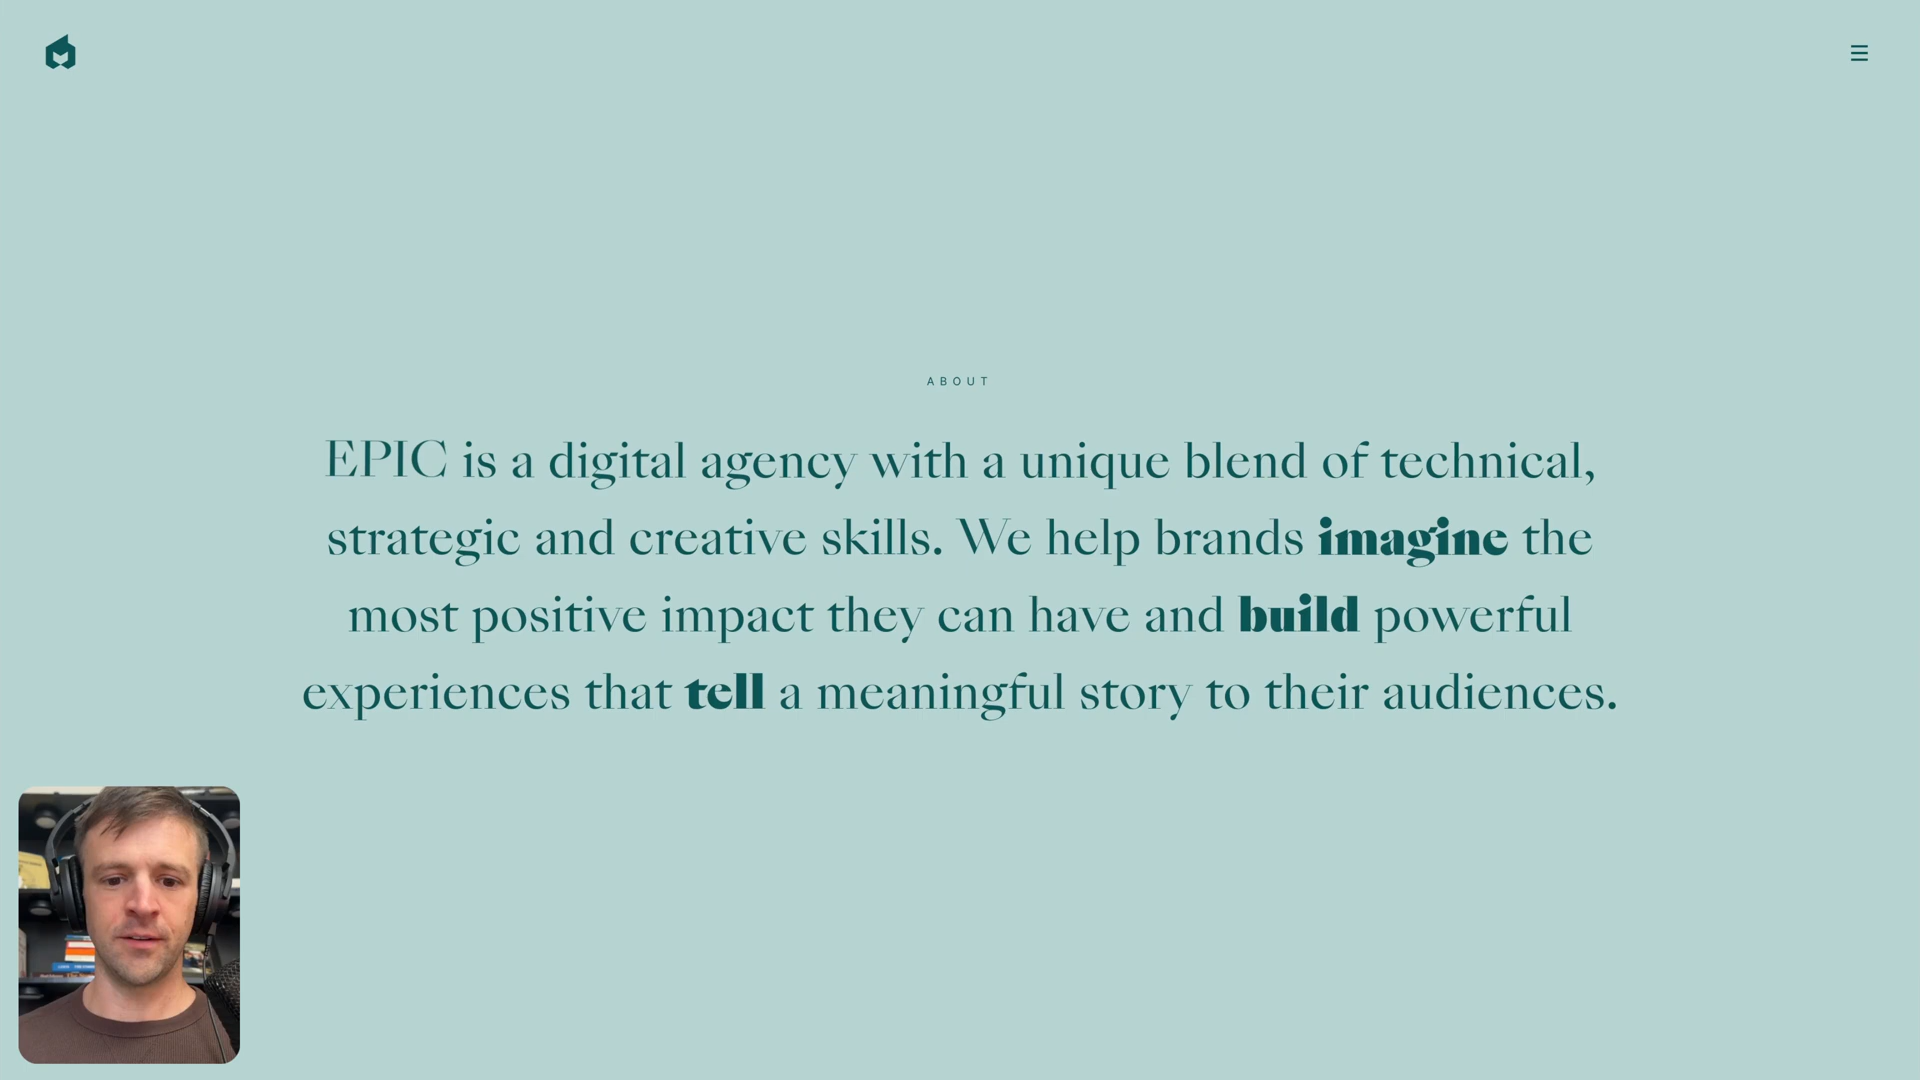 ABOUT
EPIC is a digital agency with a unique blend of technical,
strategic and creative skills. We help brands imagine the
most positive impact they can have and build powerful
experiences that tell a meaningful story to their audiences.